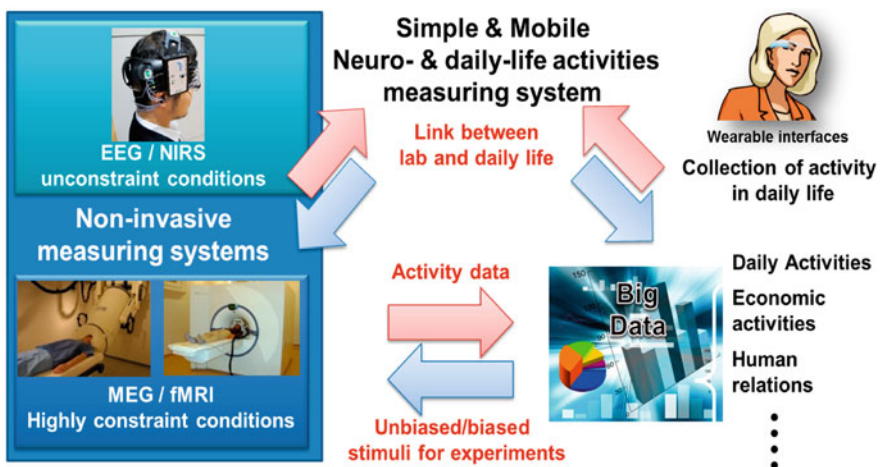 Simple & Mobile
Neuro- & daily-life activities
measuring system
Link between
lab and daily life
EEG / NIRS
unconstraint conditions
Non-invasive
measuring systems
MEG / fMRI
Highly constraint conditions
Wearable interfaces
Collection of activity
in daily life
Activity data
Unbiased/biased
stimuli for experiments
150
Big
Data
Daily Activities
Economic
activities
Human
relations